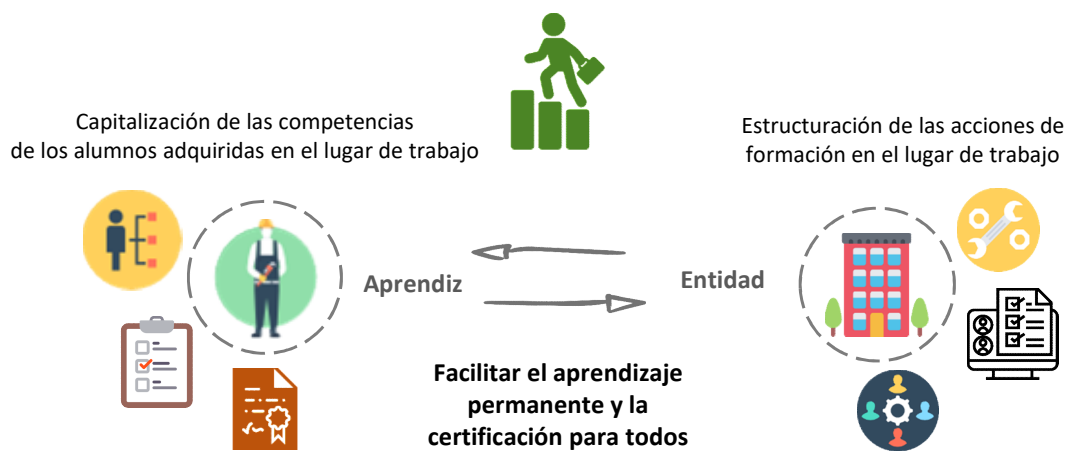 Capitalización de las competencias
de los alumnos adquiridas en el lugar de trabajo
Estructuración de las acciones de
formación en el lugar de trabajo
Aprendiz
Entidad
Facilitar el aprendizaje
permanente y la
certificación para todos